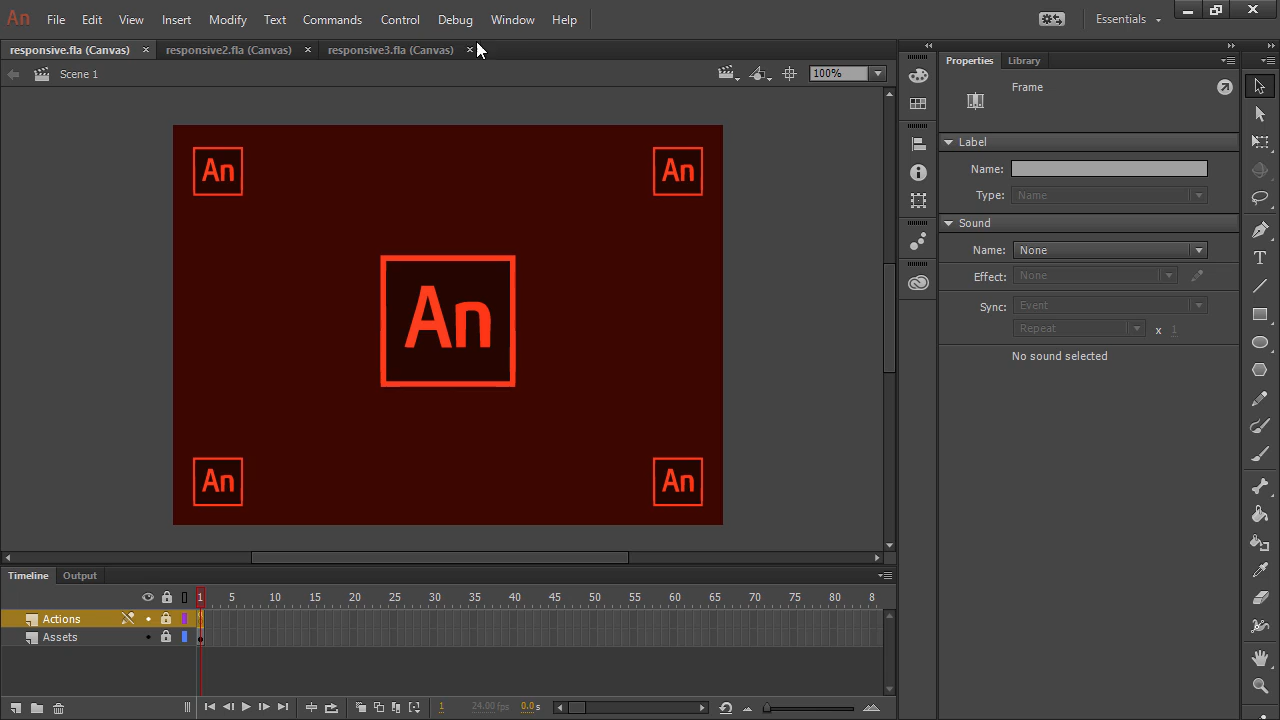 An File Edit View Insert Modify Text Commands Control Debug Window Help Essentials
responsive.fla (Canvas) responsive2.fla (Canvas) responsive3.fla (Canvas)
Scene 1 100%
Properties Library
Frame
Label
Name:
Type: Name
Sound
Name: None
Effect: None
Sync: Event
Repeat x 1
No sound selected
An An
An
An An
Timeline Output
1 5 10 15 20 25 30 35 40 45 50 55 60 65 70 75 80 8
Actions
Assets
1 24.00 fps 0.0 s